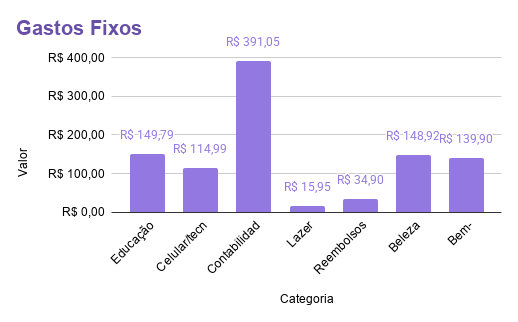 Gastos Fixos
R$ 400,00
R$ 300,00
R$ 200,00
R$ 100,00
R$ 0,00
Valor
R$ 149,79
R$ 114,99
R$ 391,05
R$ 15,95
R$ 34,90
R$ 148,92
R$ 139,90
Educação
Celular/tecn
Contabilidad
Lazer
Reembolsos
Beleza
Bem-
Categoria